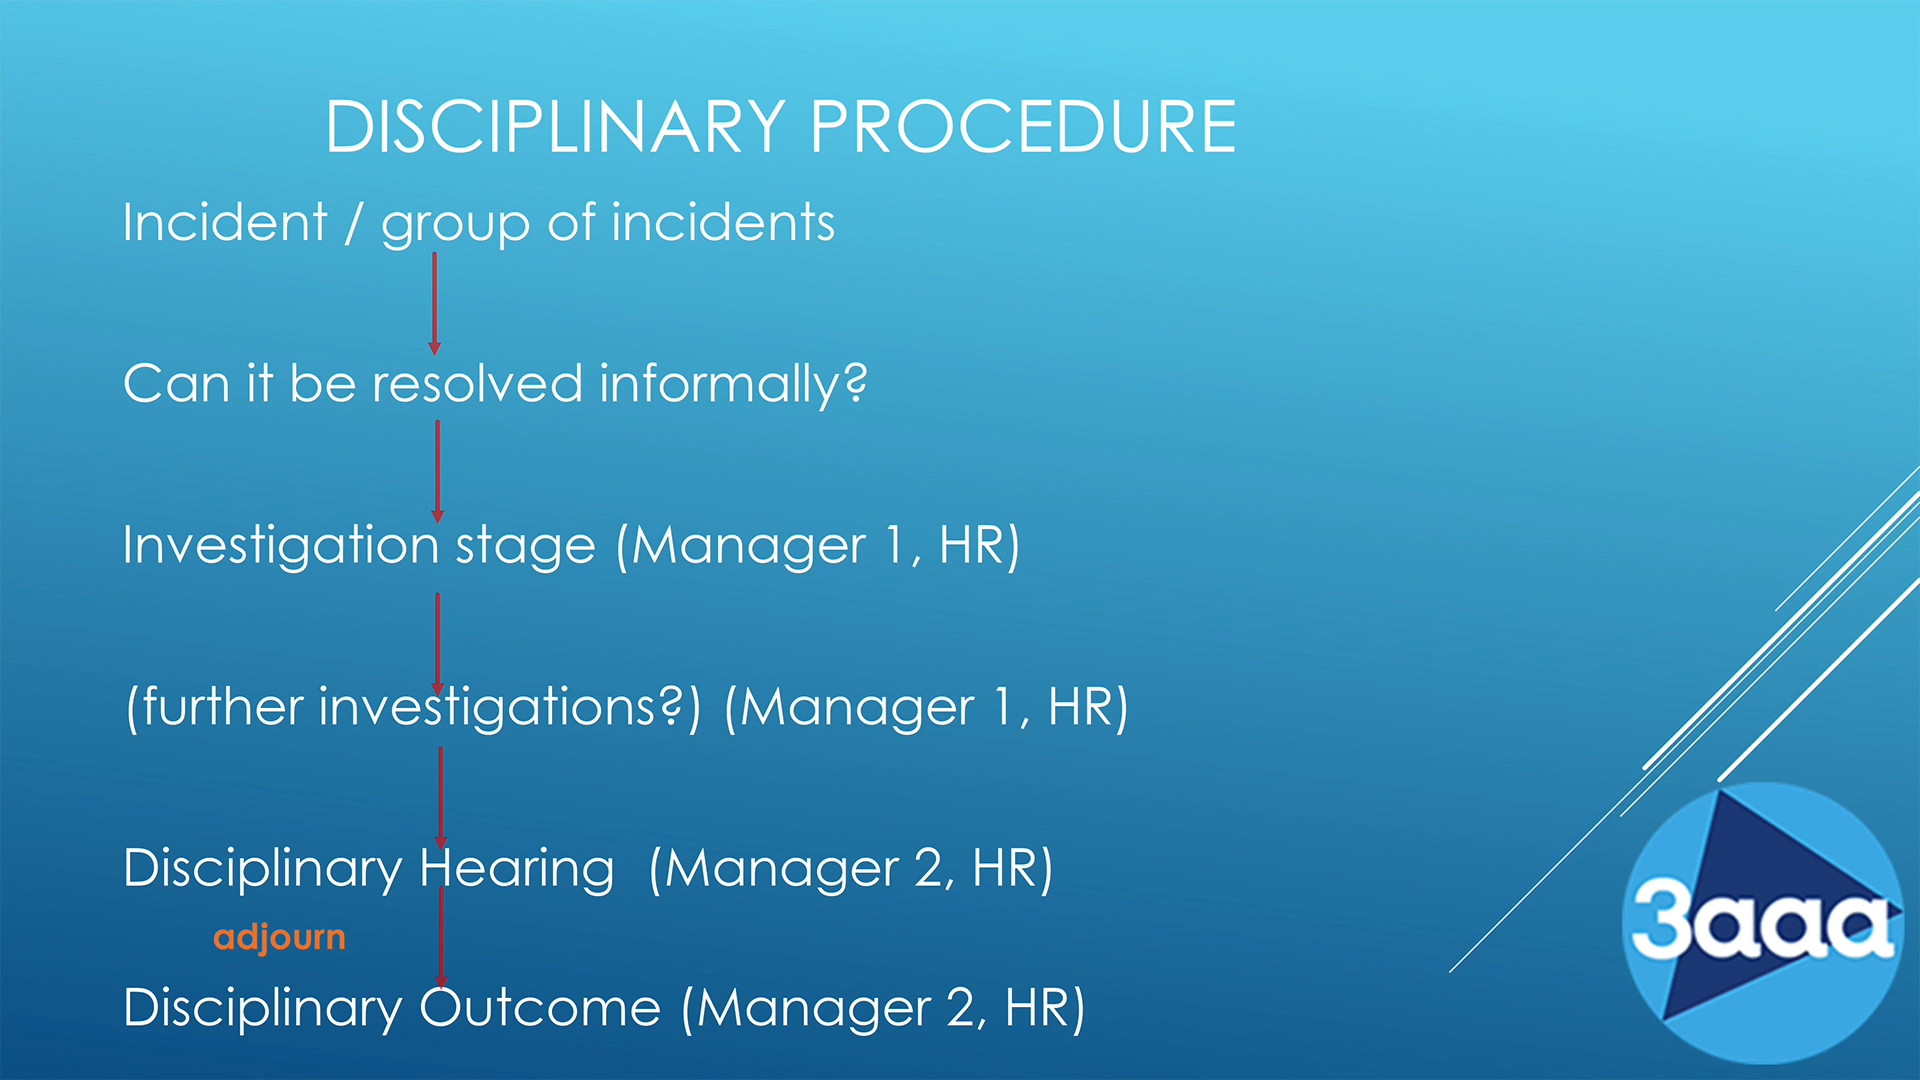 DISCIPLINARY PROCEDURE
Incident / group of incidents
Can it be resolved informally?
Investigation stage (Manager 1, HR)
(further investigations?) (Manager 1, HR)
Disciplinary Hearing  (Manager 2, HR)
adjourn
Disciplinary Outcome (Manager 2, HR)
3aaa